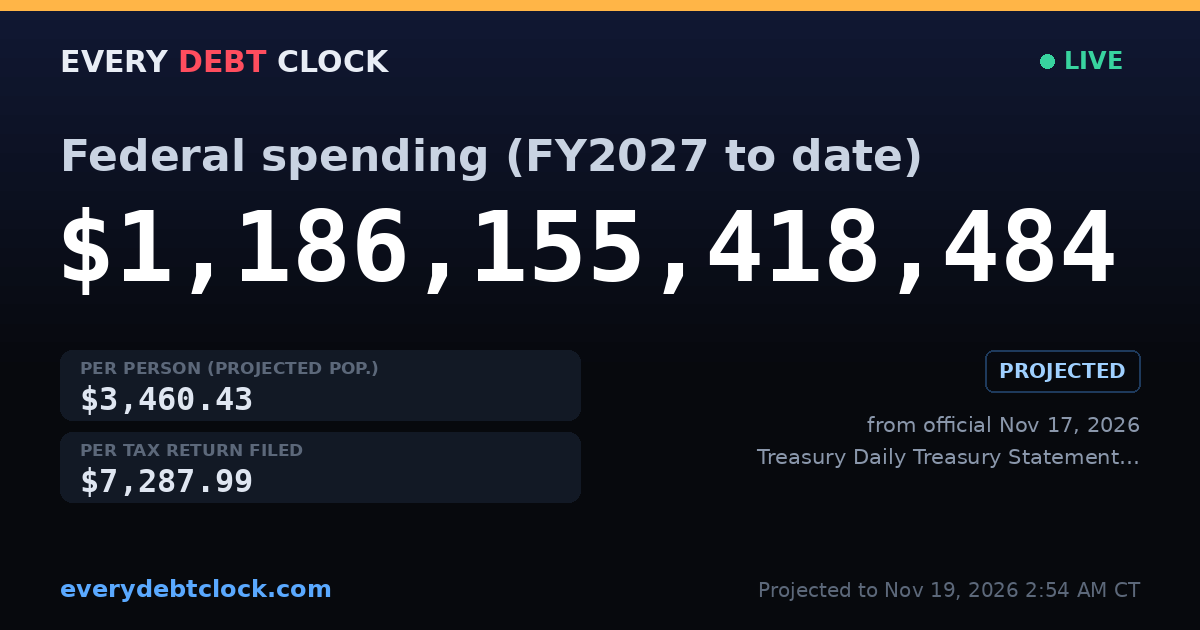 EVERY DEBT CLOCK
LIVE
Federal spending (FY2027 to date)
$1,186,155,418,484
PER PERSON (PROJECTED POP.)
$3,460.43
PER TAX RETURN FILED
$7,287.99
PROJECTED
from official Nov 17, 2026
Treasury Daily Treasury Statement…
everydebtclock.com
Projected to Nov 19, 2026 2:54 AM CT